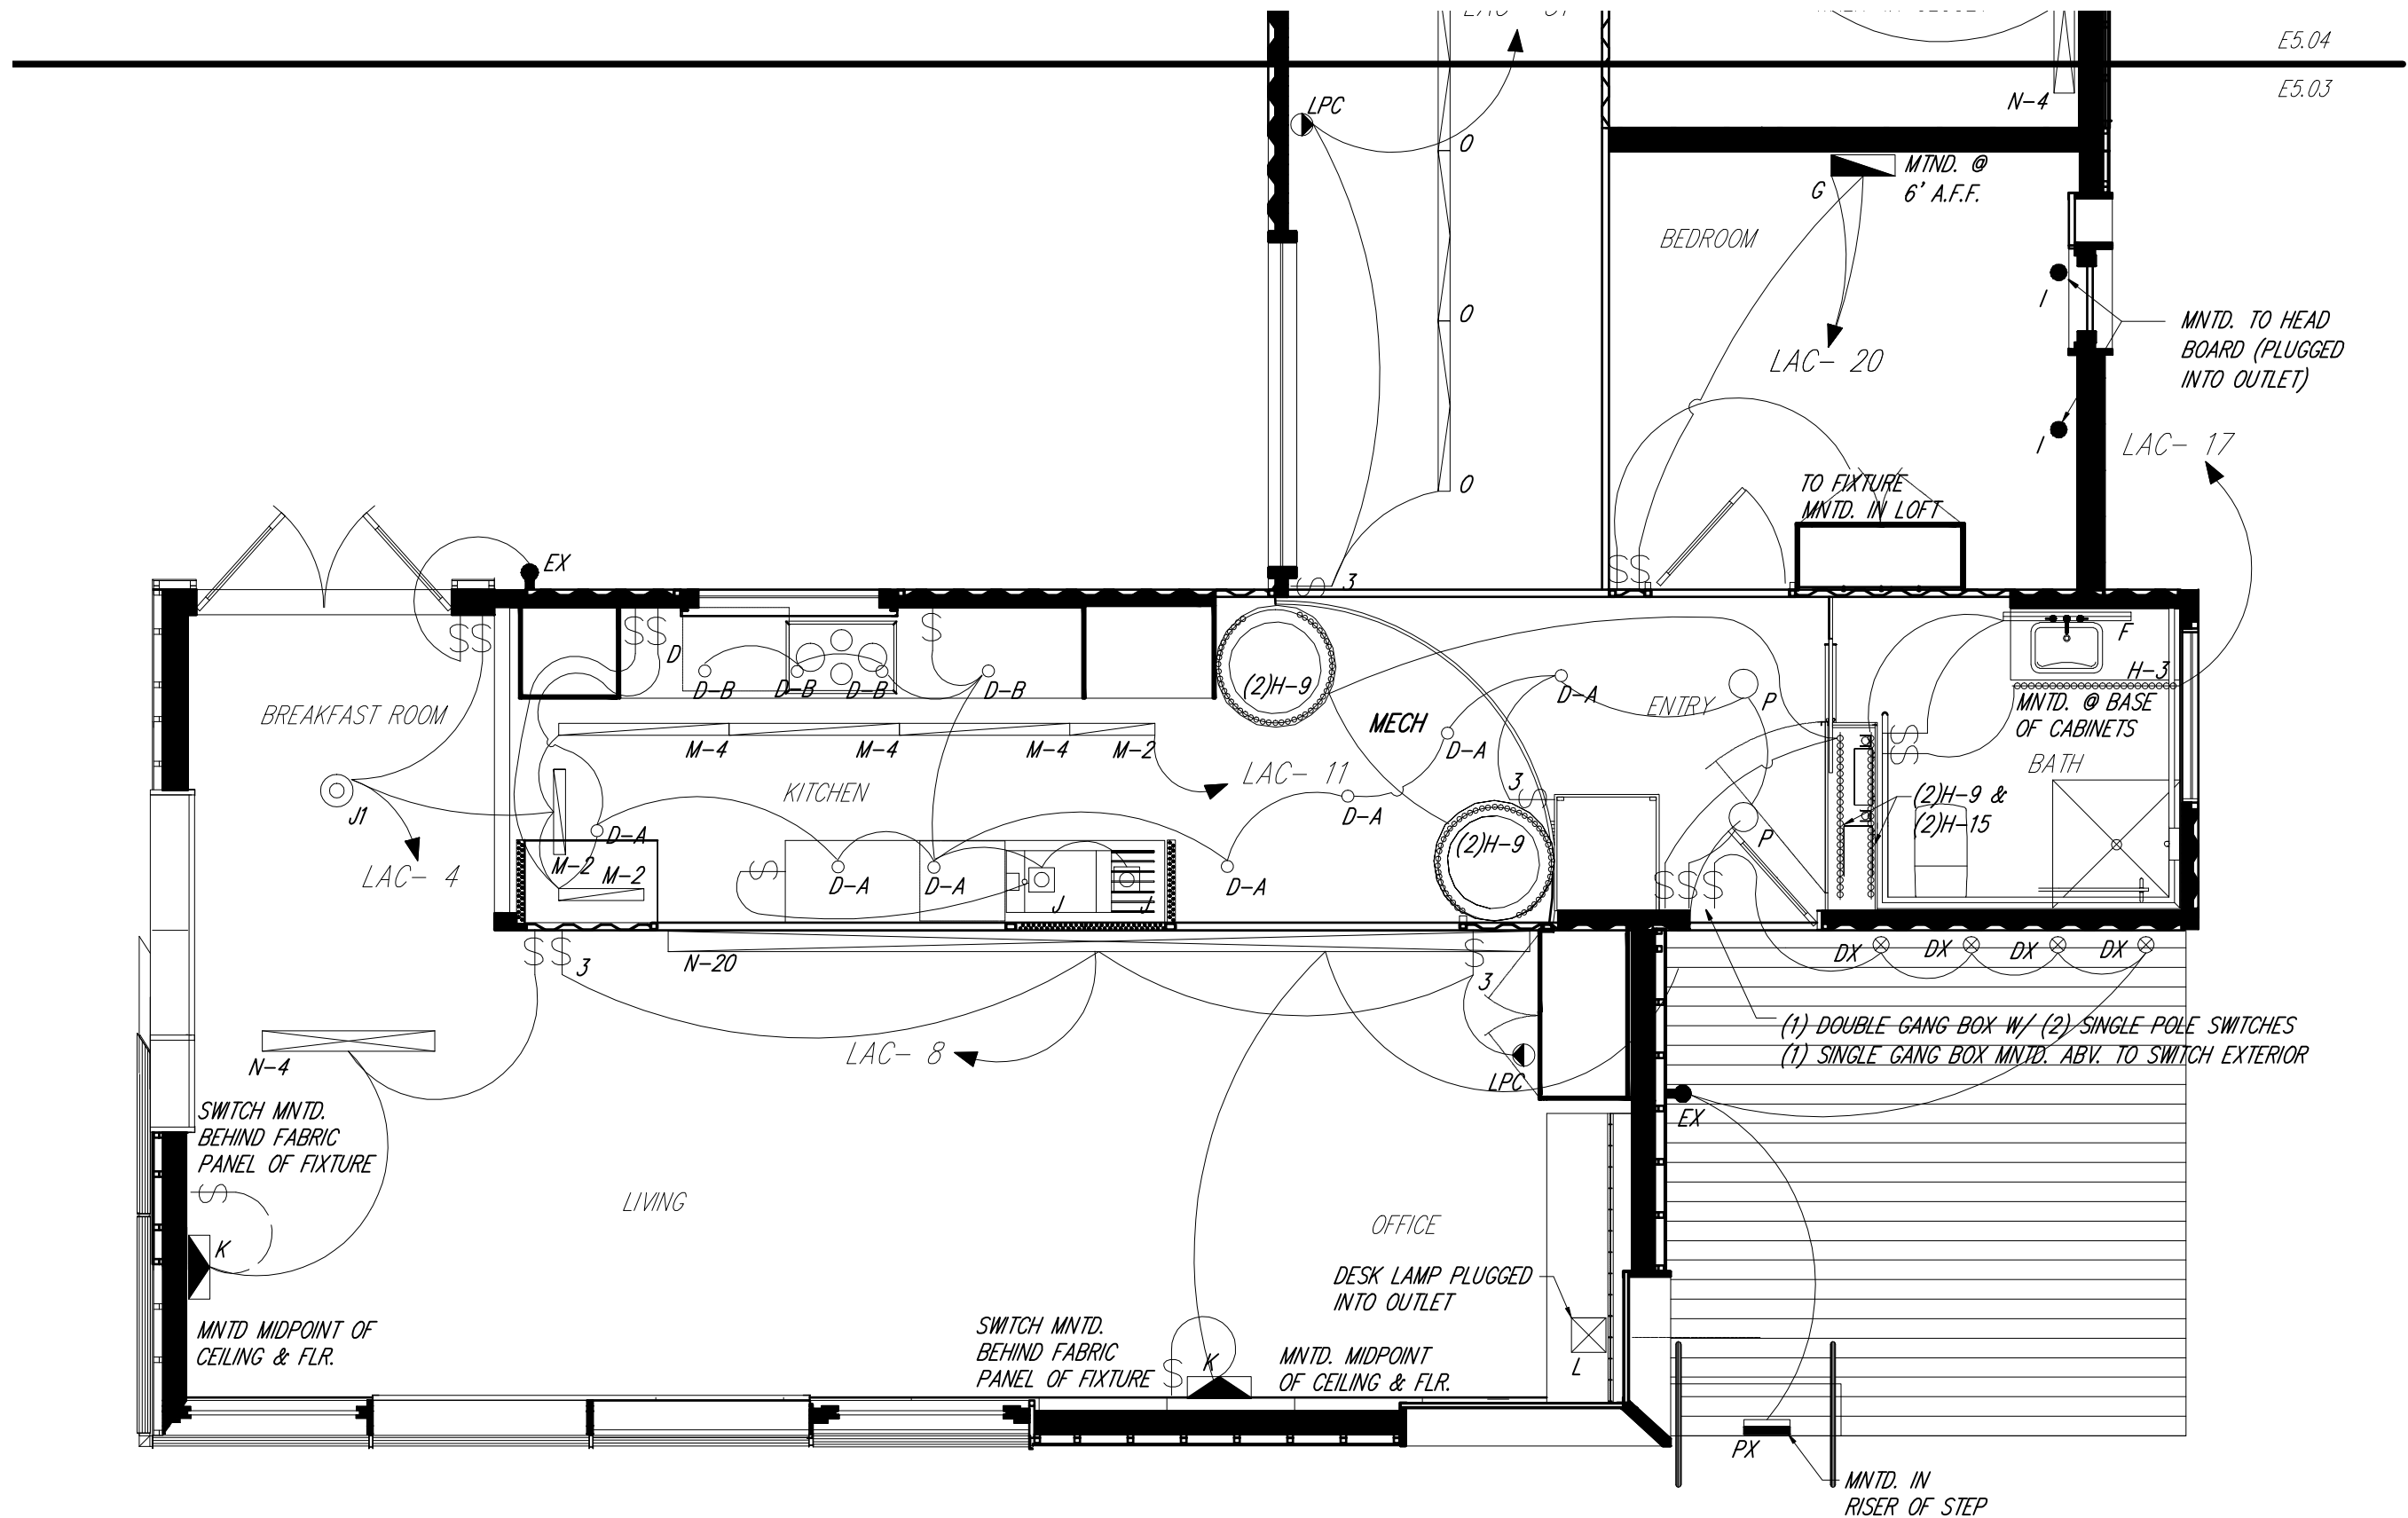 E5.04
E5.03
LPC
N-4
O
O
O
G
MTND. @
6' A.F.F.
BEDROOM
I
I
MNTD. TO HEAD
BOARD (PLUGGED
INTO OUTLET)
LAC- 20
LAC- 17
TO FIXTURE
MNTD. IN LOFT
EX
S 3
SS
SS
SS
D
S
D-B
D-B
D-B
D-B
(2)H-9
D-A
ENTRY
P
F
H-3
MNTD. @ BASE
OF CABINETS
BREAKFAST ROOM
MECH
M-4
M-4
M-4
M-2
D-A
SS
BATH
KITCHEN
LAC- 11
3
S
J1
D-A
D-A
P
(2)H-9 &
(2)H-15
LAC- 4
M-2
M-2
S
D-A
D-A
J
J
D-A
(2)H-9
SSS
SS 3
N-20
S
3
DX
DX
DX
DX
LAC- 8
N-4
LPC
(1) DOUBLE GANG BOX W/ (2) SINGLE POLE SWITCHES
(1) SINGLE GANG BOX MNTD. ABV. TO SWITCH EXTERIOR
SWITCH MNTD.
BEHIND FABRIC
PANEL OF FIXTURE
EX
S
K
LIVING
OFFICE
MNTD MIDPOINT OF
CEILING & FLR.
DESK LAMP PLUGGED
INTO OUTLET
SWITCH MNTD.
BEHIND FABRIC
PANEL OF FIXTURE
S
K
MNTD. MIDPOINT
OF CEILING & FLR.
L
PX
MNTD. IN
RISER OF STEP